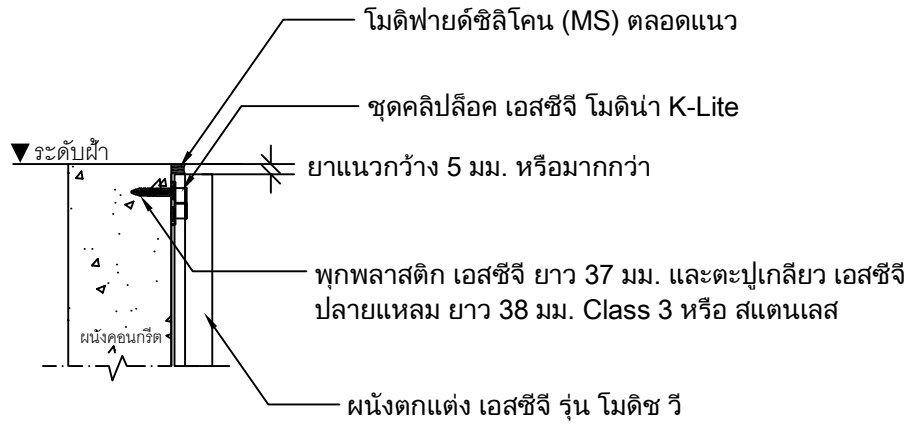 โมดิฟายด์ซิลิโคน (MS) ตลอดแนว
ชุดคลิปล็อค เอสซีจี โมดิน่า K-Lite
ระดับฝ้า
ยาแนวกว้าง 5 มม. หรือมากกว่า
พุกพลาสติก เอสซีจี ยาว 37 มม. และตะปูเกลียว เอสซีจี
ปลายแหลม ยาว 38 มม. Class 3 หรือ สแตนเลส
ผนังคอนกรีต
ผนังตกแต่ง เอสซีจี รุ่น โมดิช วี